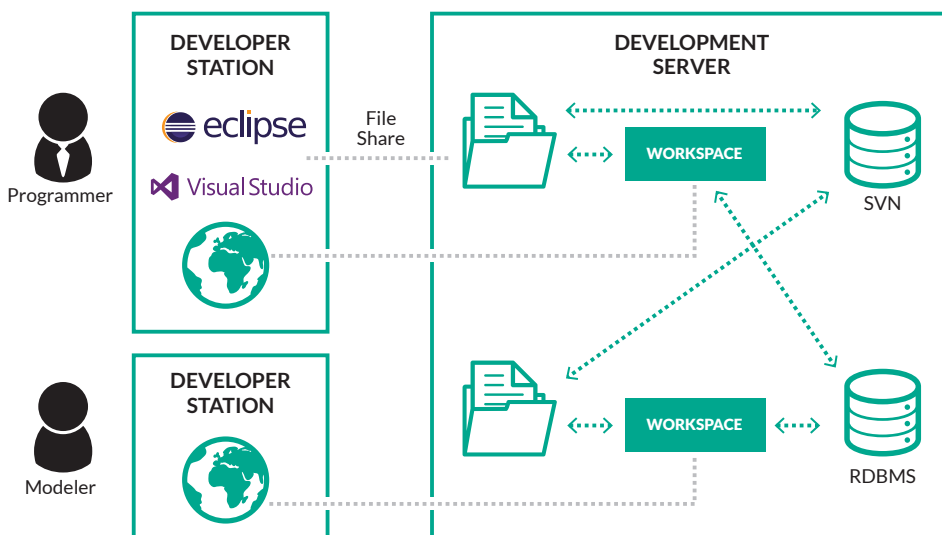 DEVELOPER
STATION
eclipse
Visual Studio
Programmer
File
Share
DEVELOPMENT
SERVER
WORKSPACE
SVN
DEVELOPER
STATION
Modeler
WORKSPACE
RDBMS